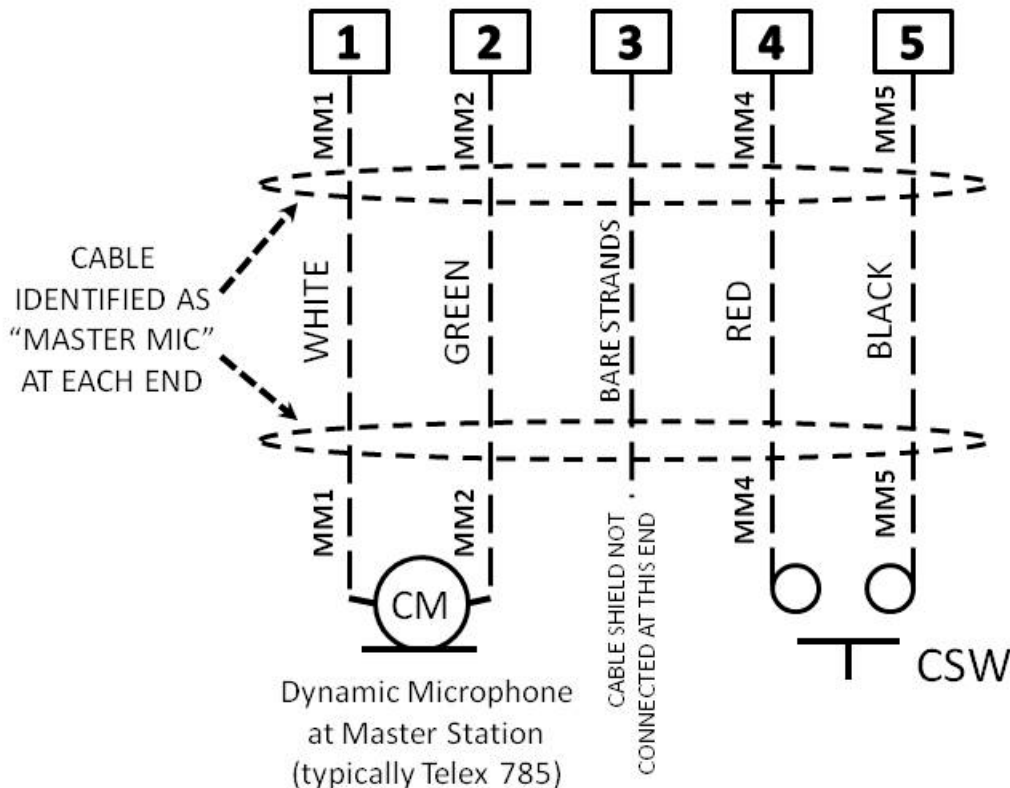 1
2
3
4
5
MM1
MM2
MM4
MM5
CABLE
IDENTIFIED AS
“MASTER MIC”
AT EACH END
WHITE
GREEN
BARE STRANDS
RED
BLACK
MM1
MM2
CABLE SHIELD NOT
CONNECTED AT THIS END
MM4
MM5
CM
CSW
Dynamic Microphone
at Master Station
(typically Telex 785)